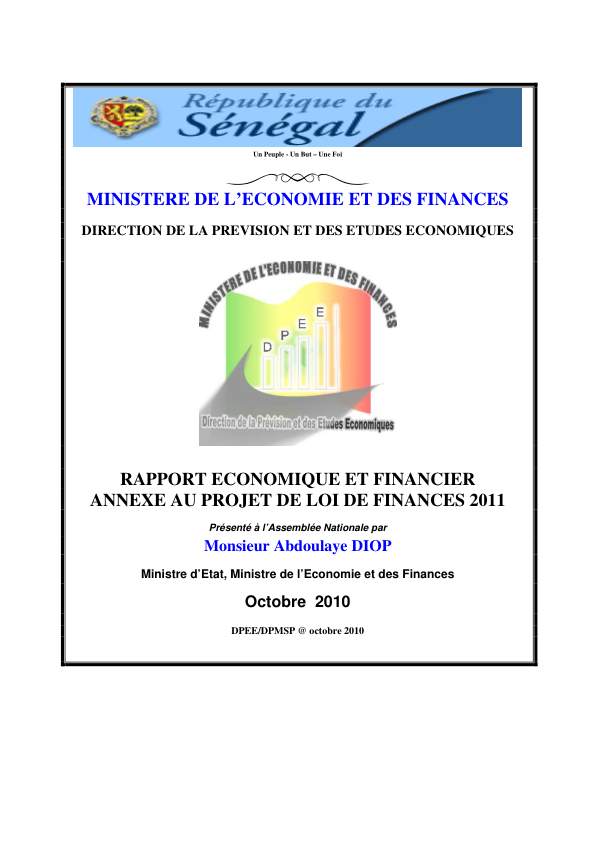 République du
Sénégal
Un Peuple - Un But – Une Foi
MINISTERE DE L’ECONOMIE ET DES FINANCES
DIRECTION DE LA PREVISION ET DES ETUDES ECONOMIQUES
MINISTERE DE L'ECONOMIE ET DES FINANCES
D P E E
Direction de la Prévision et des Etudes Economiques
RAPPORT ECONOMIQUE ET FINANCIER
ANNEXE AU PROJET DE LOI DE FINANCES 2011
Présenté à l’Assemblée Nationale par
Monsieur Abdoulaye DIOP
Ministre d’Etat, Ministre de l’Economie et des Finances
Octobre 2010
DPEE/DPMSP @ octobre 2010